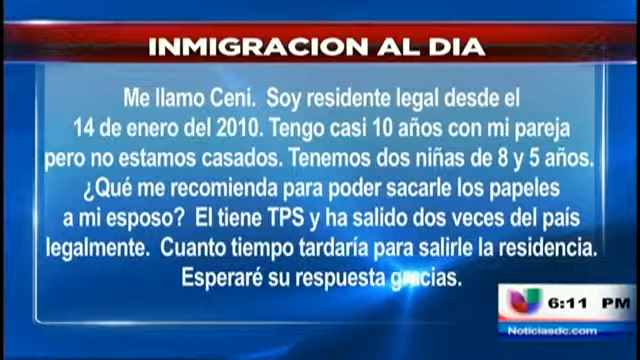 INMIGRACION AL DIA
Me llamo Ceni. Soy residente legal desde el
14 de enero del 2010. Tengo casi 10 años con mi pareja
pero no estamos casados. Tenemos dos niñas de 8 y 5 años.
¿Qué me recomienda para poder sacarle los papeles
a mi esposo? El tiene TPS y ha salido dos veces del país
legalmente. Cuanto tiempo tardaría para salirle la residencia.
Esperaré su respuesta gracias.
6:11 PM
Noticiasdc.com